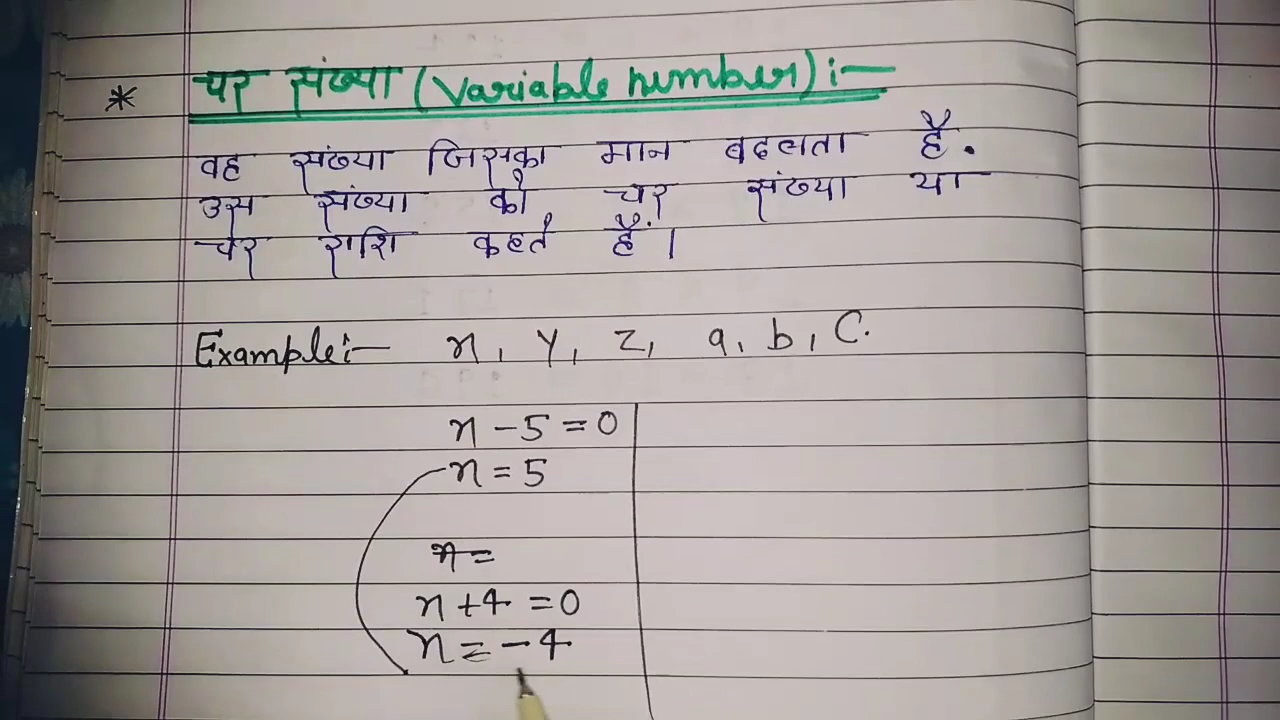 * चर संख्या (Variable number) :-
वह संख्या जिसका मान बदलता है.
उस संख्या को चर संख्या या
चर राशि कहते हैं।
Example:- x, y, z, a, b, c.
x - 5 = 0
x = 5
x =
x + 4 = 0
x = - 4